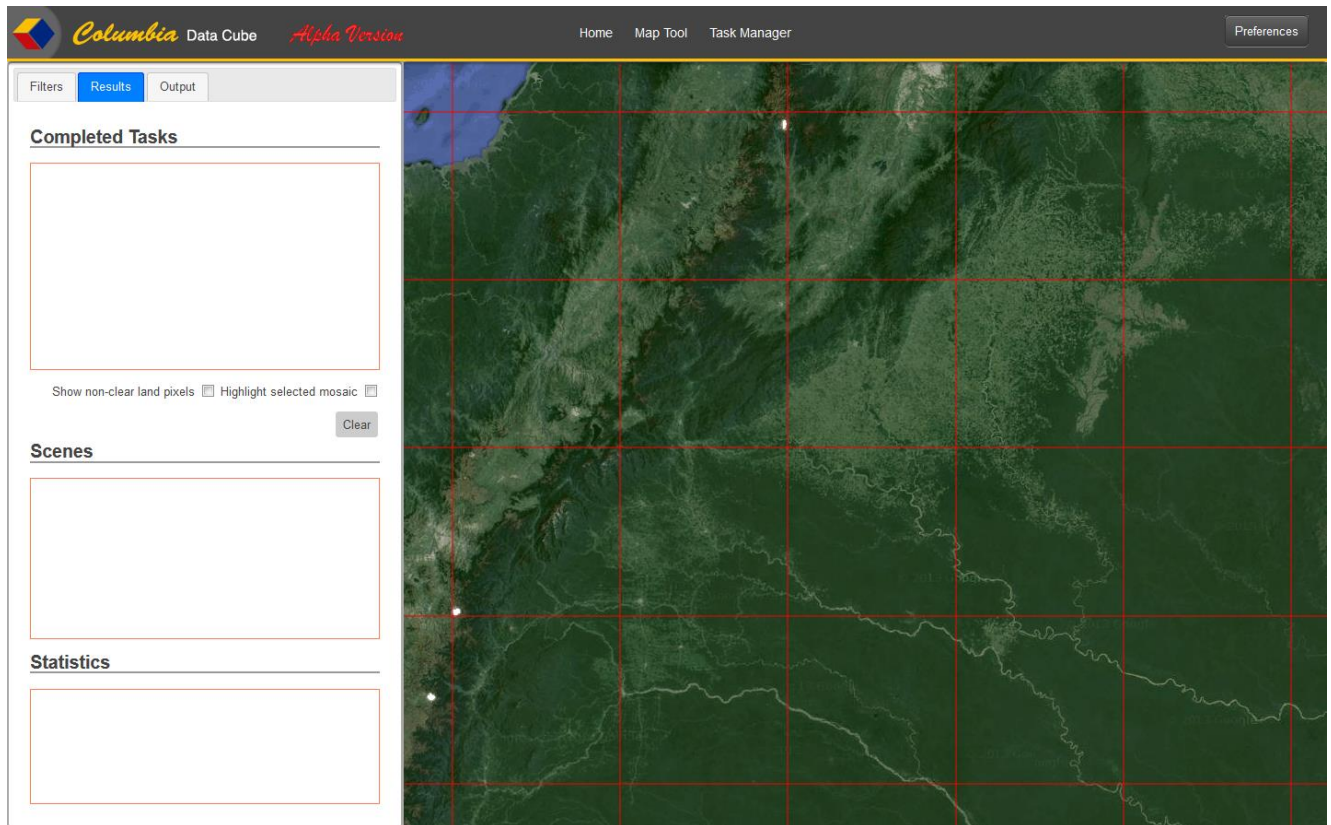 Columbia Data Cube Alpha Version Home Map Tool Task Manager Preferences
Filters Results Output
Completed Tasks
Show non-clear land pixels Highlight selected mosaic
Clear
Scenes
Statistics